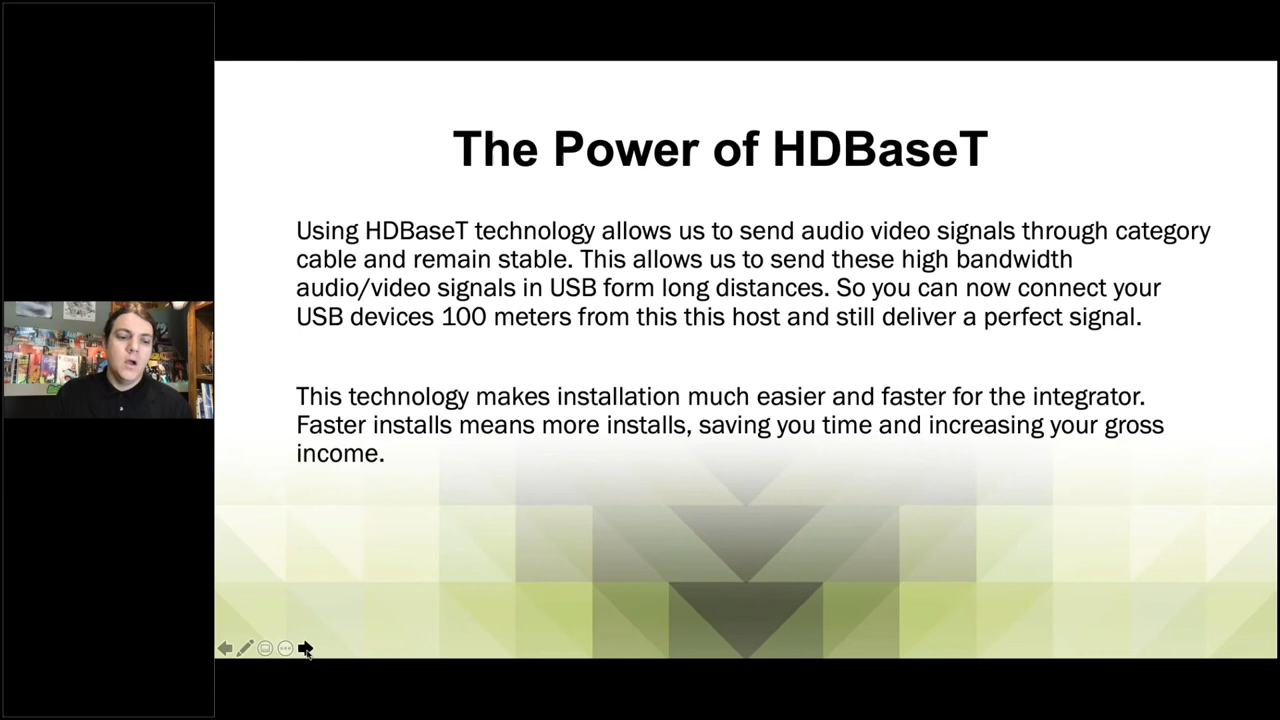 The Power of HDBaseT
Using HDBaseT technology allows us to send audio video signals through category
cable and remain stable. This allows us to send these high bandwidth
audio/video signals in USB form long distances. So you can now connect your
USB devices 100 meters from this this host and still deliver a perfect signal.
This technology makes installation much easier and faster for the integrator.
Faster installs means more installs, saving you time and increasing your gross
income.